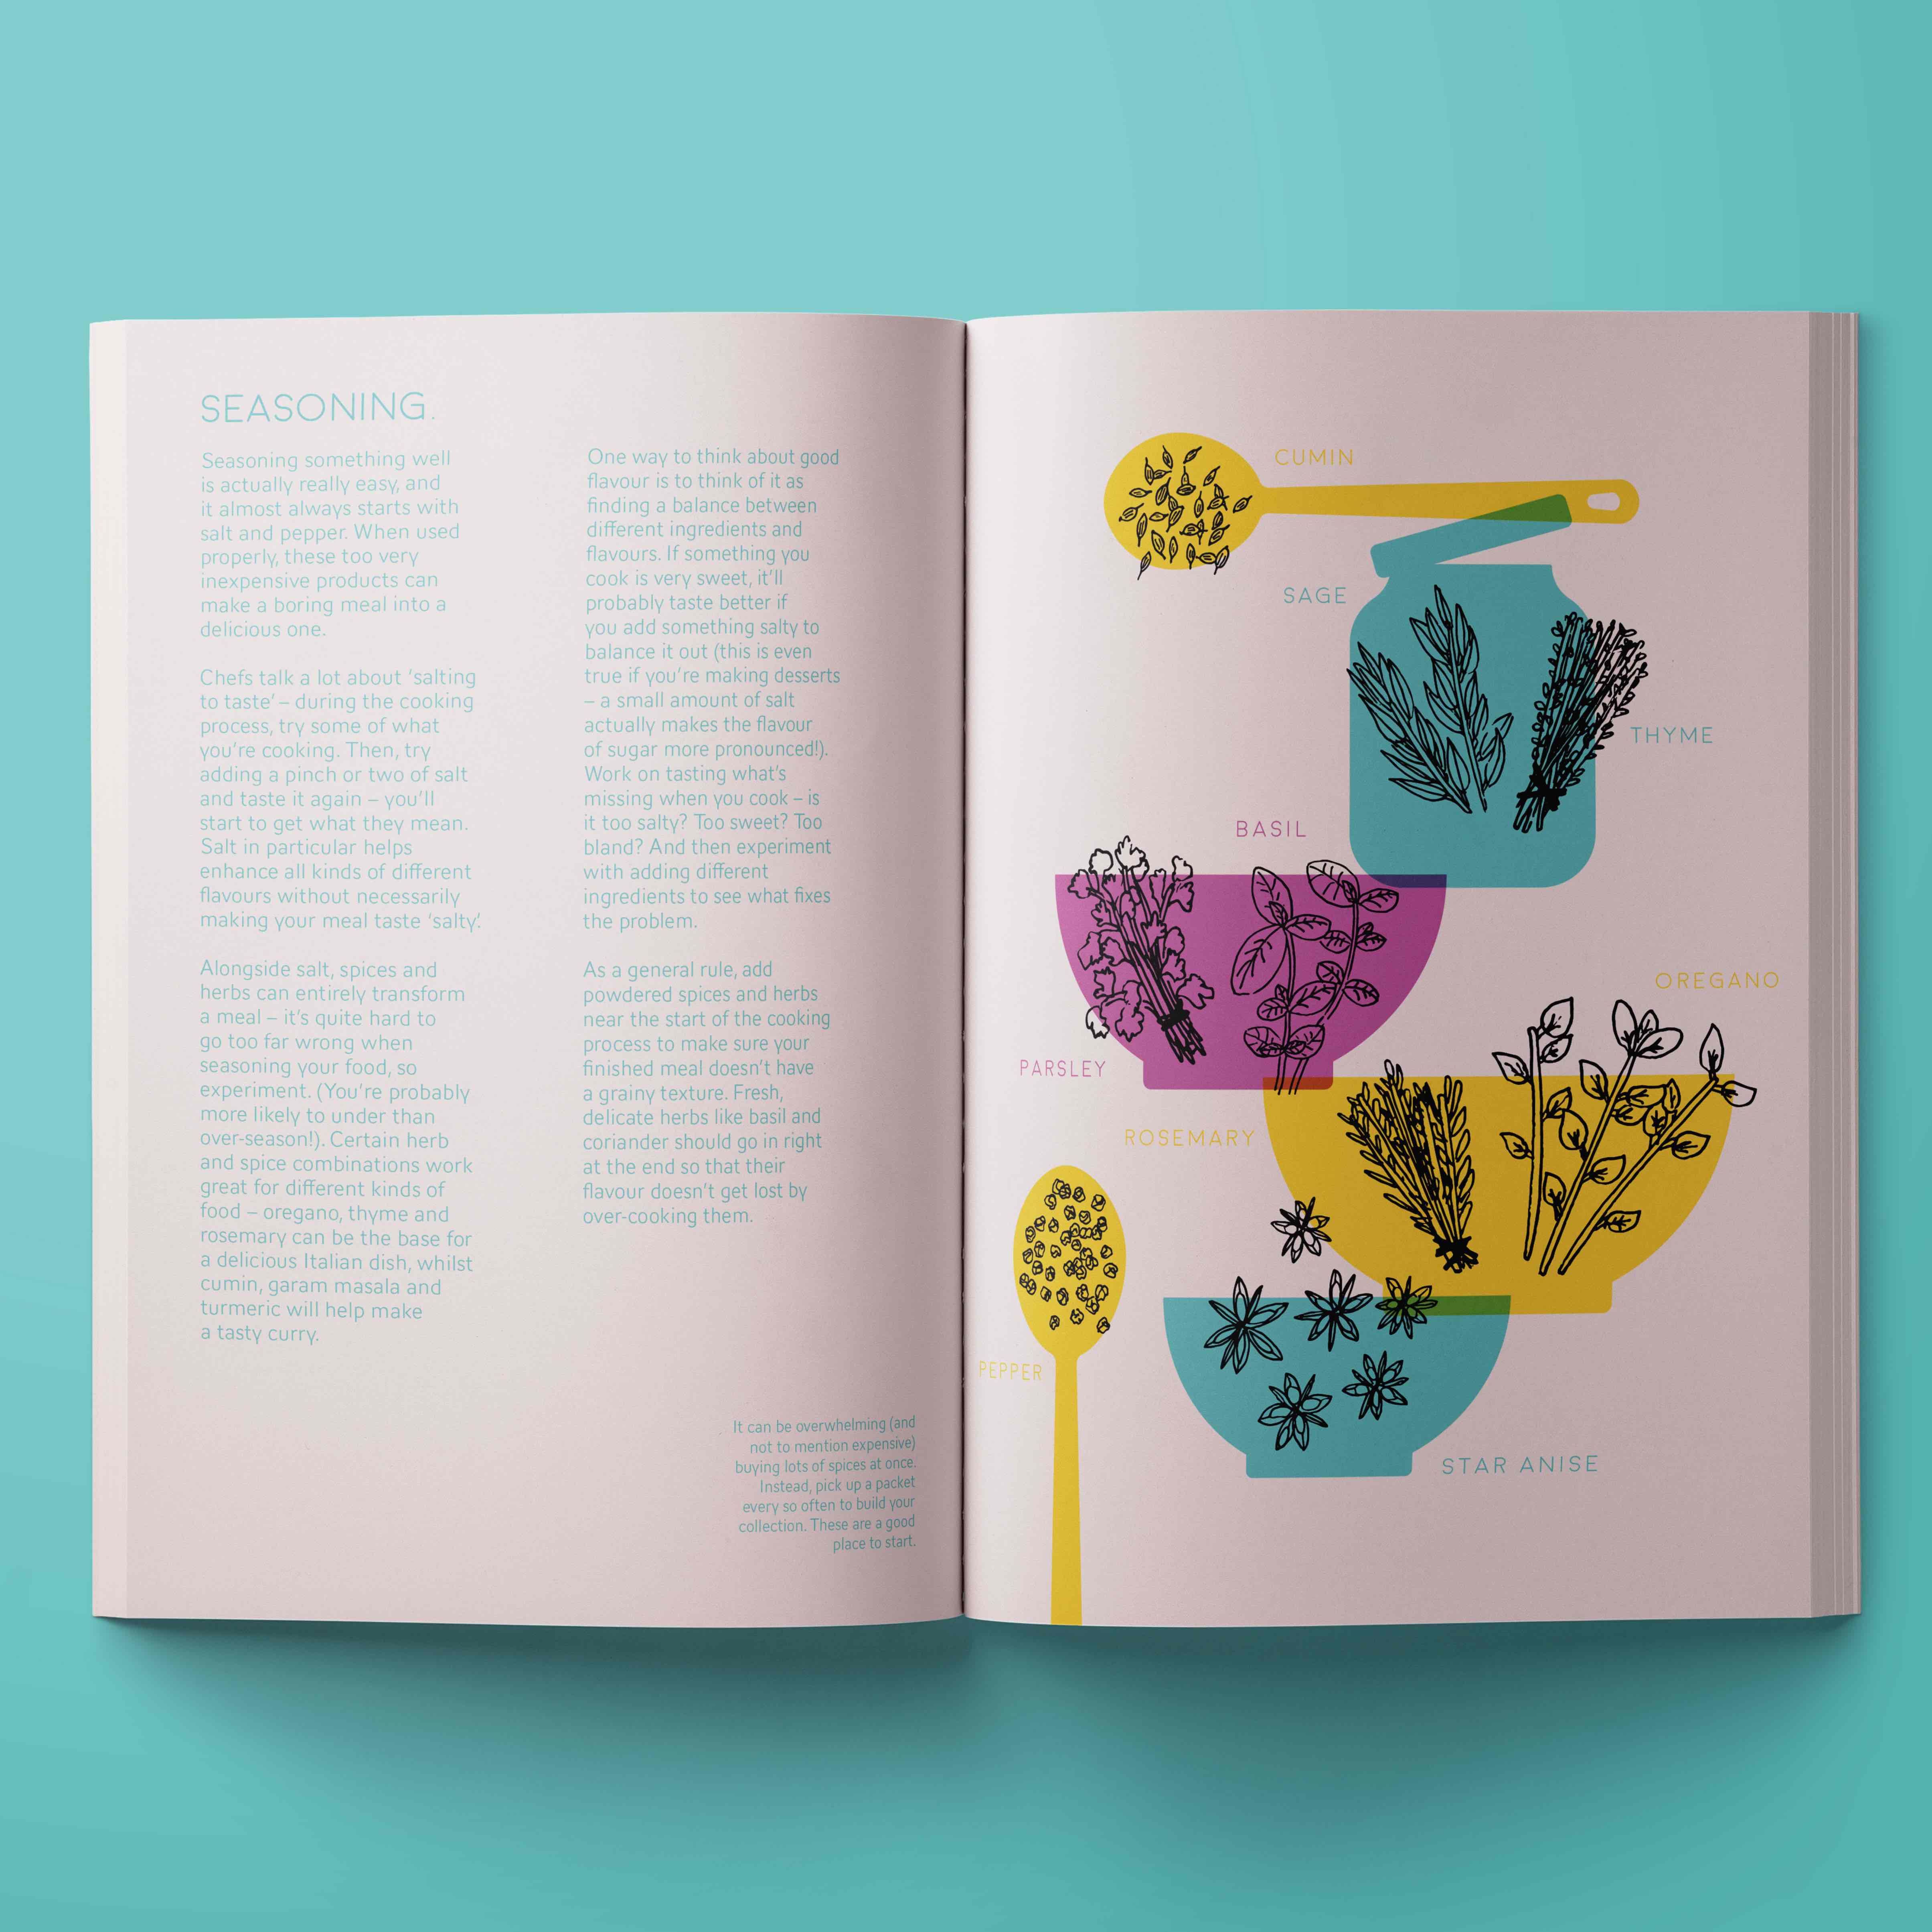 SEASONING.
Seasoning something well
is actually really easy, and
it almost always starts with
salt and pepper. When used
properly, these too very
inexpensive products can
make a boring meal into a
delicious one.
Chefs talk a lot about ‘salting
to taste’ – during the cooking
process, try some of what
you’re cooking. Then, try
adding a pinch or two of salt
and taste it again – you’ll
start to get what they mean.
Salt in particular helps
enhance all kinds of different
flavours without necessarily
making your meal taste ‘salty’.
Alongside salt, spices and
herbs can entirely transform
a meal – it’s quite hard to
go too far wrong when
seasoning your food, so
experiment. (You’re probably
more likely to under than
over-season!). Certain herb
and spice combinations work
great for different kinds of
food – oregano, thyme and
rosemary can be the base for
a delicious Italian dish, whilst
cumin, garam masala and
turmeric will help make
a tasty curry.
One way to think about good
flavour is to think of it as
finding a balance between
different ingredients and
flavours. If something you
cook is very sweet, it’ll
probably taste better if
you add something salty to
balance it out (this is even
true if you’re making desserts
– a small amount of salt
actually makes the flavour
of sugar more pronounced!).
Work on tasting what’s
missing when you cook – is
it too salty? Too sweet? Too
bland? And then experiment
with adding different
ingredients to see what fixes
the problem.
As a general rule, add
powdered spices and herbs
near the start of the cooking
process to make sure your
finished meal doesn’t have
a grainy texture. Fresh,
delicate herbs like basil and
coriander should go in right
at the end so that their
flavour doesn’t get lost by
over-cooking them.
It can be overwhelming (and
not to mention expensive)
buying lots of spices at once.
Instead, pick up a packet
every so often to build your
collection. These are a good
place to start.
CUMIN
SAGE
THYME
BASIL
OREGANO
PARSLEY
ROSEMARY
PEPPER
STAR ANISE